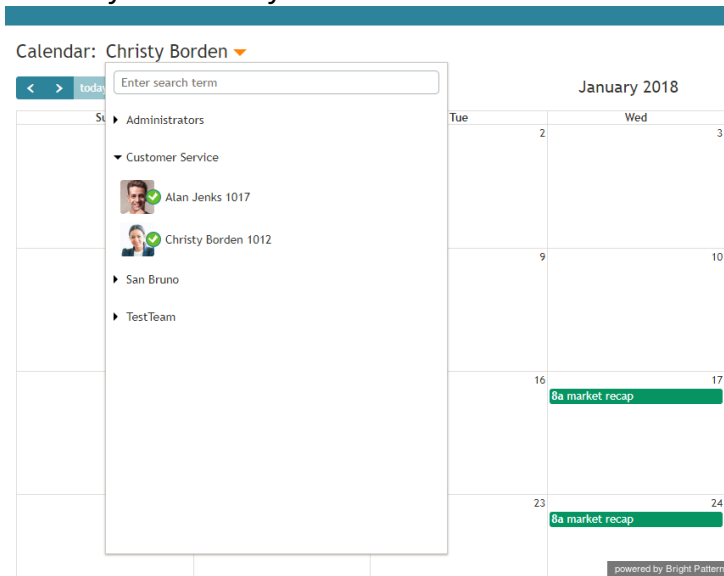 Calendar: Christy Borden
today
January 2018
Enter search term
Su
Tue
Wed
Administrators
2
3
Customer Service
Alan Jenks 1017
Christy Borden 1012
9
10
San Bruno
TestTeam
16
17
8a market recap
23
24
8a market recap
powered by Bright Pattern